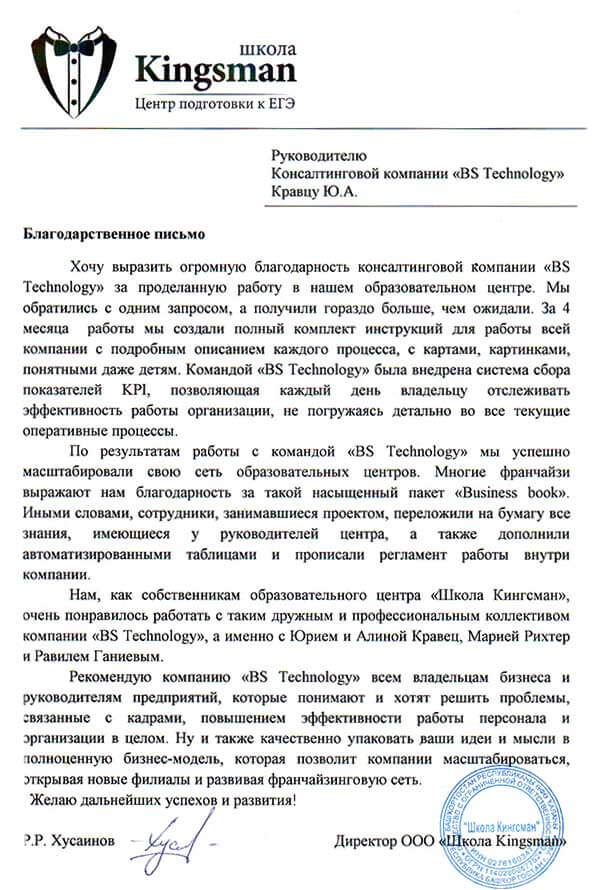 школа
Kingsman
Центр подготовки к ЕГЭ
Руководителю
Консалтинговой компании «BS Technology»
Кравцу Ю.А.
Благодарственное письмо
Хочу выразить огромную благодарность консалтинговой компании «BS
Technology» за проделанную работу в нашем образовательном центре. Мы
обратились с одним запросом, а получили гораздо больше, чем ожидали. За 4
месяца работы мы создали полный комплект инструкций для работы всей
компании с подробным описанием каждого процесса, с картами, картинками,
понятными даже детям. Командой «BS Technology» была внедрена система сбора
показателей KPI, позволяющая каждый день владельцу отслеживать
эффективность работы организации, не погружаясь детально во все текущие
оперативные процессы.
По результатам работы с командой «BS Technology» мы успешно
масштабировали свою сеть образовательных центров. Многие франчайзи
выражают нам благодарность за такой насыщенный пакет «Business book».
Иными словами, сотрудники, занимавшиеся проектом, переложили на бумагу все
знания, имеющиеся у руководителей центра, а также дополнили
автоматизированными таблицами и прописали регламент работы внутри
компании.
Нам, как собственникам образовательного центра «Школа Кингсман»,
очень понравилось работать с таким дружным и профессиональным коллективом
компании «BS Technology», а именно с Юрием и Алиной Кравец, Марией Рихтер
и Равилем Ганиевым.
Рекомендую компанию «BS Technology» всем владельцам бизнеса и
руководителям предприятий, которые понимают и хотят решить проблемы,
связанные с кадрами, повышением эффективности работы персонала и
организации в целом. Ну и также качественно упаковать ваши идеи и мысли в
полноценную бизнес-модель, которая позволит компании масштабироваться,
открывая новые филиалы и развивая франчайзинговую сеть.
Желаю дальнейших успехов и развития!
Р.Р. Хусаинов
Директор ООО «Школа Kingsman»
"Школа Кингсман"